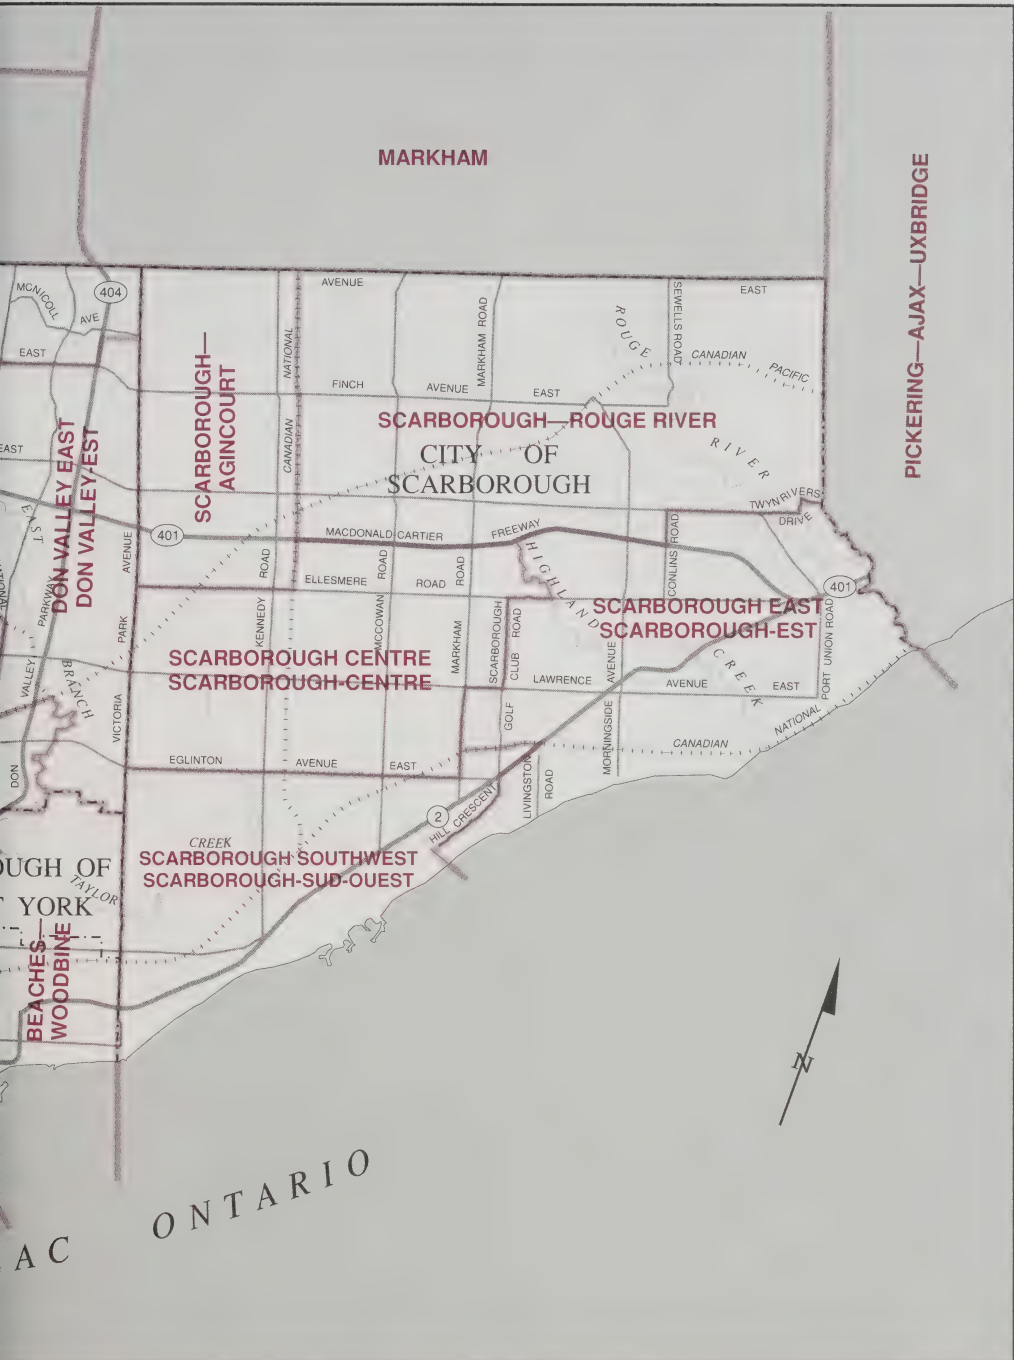 MARKHAM
PICKERING—AJAX—UXBRIDGE
404
MCNICOLL
AVE
EAST
AVENUE
EAST
SEWELLS ROAD
MARKHAM ROAD
ROUGE
CANADIAN
PACIFIC
NATIONAL
CANADIAN
SCARBOROUGH—
AGINCOURT
FINCH
AVENUE
EAST
SCARBOROUGH—ROUGE RIVER
CITY OF
SCARBOROUGH
RIVER
DON VALLEY EAST
DON VALLEY-EST
EAST
EAST
401
AVENUE
MACDONALD CARTIER
FREEWAY
TWYN RIVERS
DRIVE
CONLINS ROAD
HIGHLAND
ROAD
ROAD
ROAD
ELLESMERE
ROAD
401
SCARBOROUGH EAST
SCARBOROUGH-EST
PARKWAY
PARK
KENNEDY
MCCOWAN
MARKHAM
SCARBOROUGH
CLUB ROAD
AVENUE
PORT UNION ROAD
SCARBOROUGH CENTRE
SCARBOROUGH-CENTRE
VALLEY
BRANCH
VICTORIA
LAWRENCE
AVENUE
EAST
CREEK
GOLF
MORNINGSIDE
CANADIAN
NATIONAL
EGLINTON
AVENUE
EAST
DON
LIVINGSTON
ROAD
2
HILL CRESCENT
CREEK
SCARBOROUGH SOUTHWEST
SCARBOROUGH-SUD-OUEST
OUGH OF
TAYLOR
YORK
BEACHES—
WOODBINE
N
AC ONTARIO